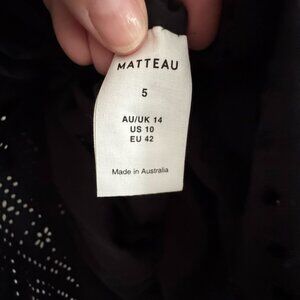 MATTEAU
5
AU/UK 14
US 10
EU 42
Made in Australia